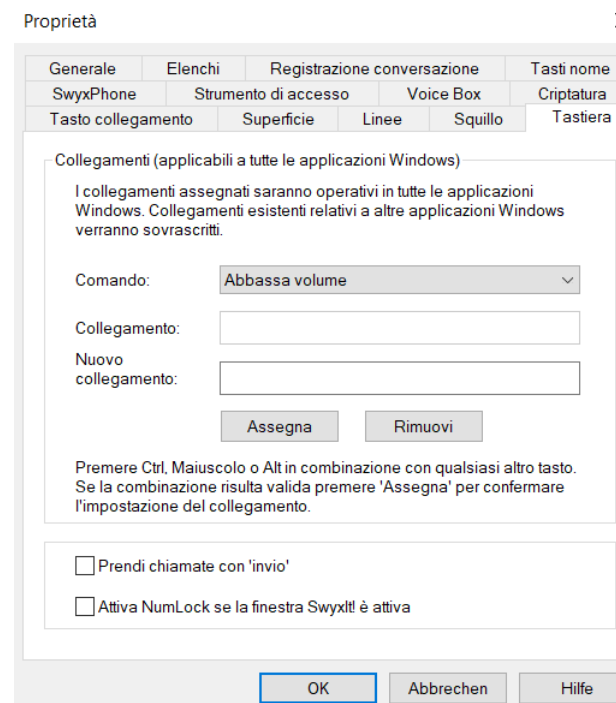 Proprietà
Generale Elenchi Registrazione conversazione Tasti nome
SwyxPhone Strumento di accesso Voice Box Criptatura
Tasto collegamento Superficie Linee Squillo Tastiera
Collegamenti (applicabili a tutte le applicazioni Windows)
I collegamenti assegnati saranno operativi in tutte le applicazioni
Windows. Collegamenti esistenti relativi a altre applicazioni Windows
verranno sovrascritti.
Comando: Abbassa volume
Collegamento:
Nuovo
collegamento:
Assegna Rimuovi
Premere Ctrl, Maiuscolo o Alt in combinazione con qualsiasi altro tasto.
Se la combinazione risulta valida premere 'Assegna' per confermare
l'impostazione del collegamento.
Prendi chiamate con 'invio'
Attiva NumLock se la finestra SwyxIt! è attiva
OK Abbrechen Hilfe